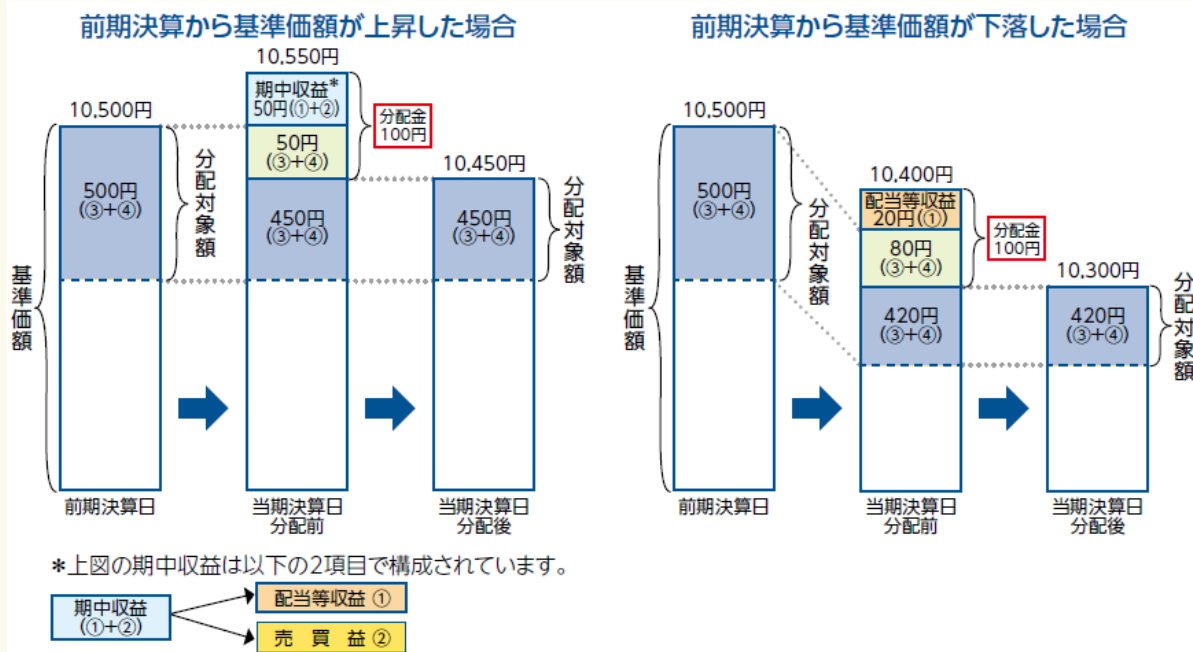 前期決算から基準価額が上昇した場合
10,550円
10,500円
期中収益*
50円(①+②)
50円
(③+④)
分配金
100円
10,450円
500円
(③+④)
分配対象額
450円
(③+④)
450円
(③+④)
分配対象額
基準価額
前期決算日
当期決算日
分配前
当期決算日
分配後
前期決算から基準価額が下落した場合
10,500円
10,400円
500円
(③+④)
分配対象額
配当等収益
20円(①)
80円
(③+④)
分配金
100円
10,300円
420円
(③+④)
420円
(③+④)
分配対象額
基準価額
前期決算日
当期決算日
分配前
当期決算日
分配後
*上図の期中収益は以下の2項目で構成されています。
期中収益
(①+②)
配当等収益 ①
売 買 益 ②